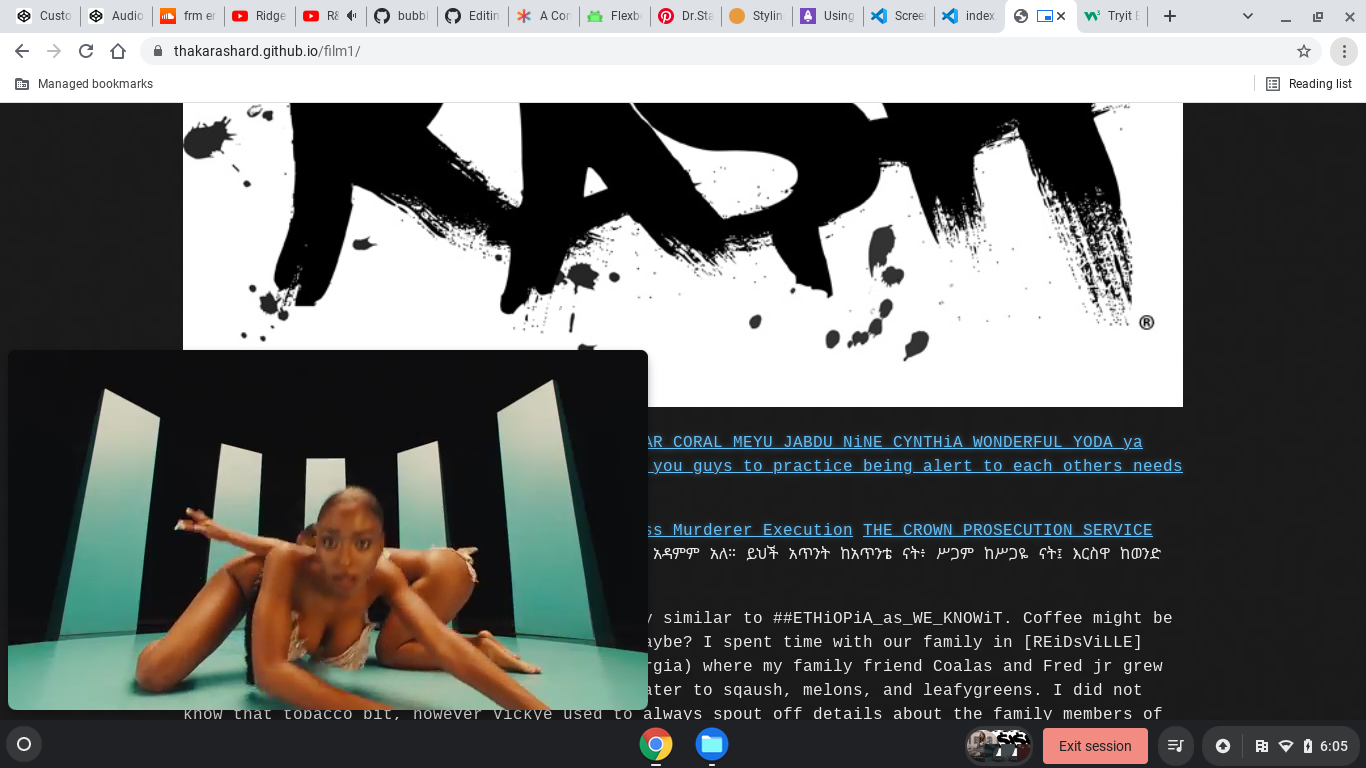 Custo
Audio
frm er
Ridge
R&
bubbl
Editin
A Con
Flexbo
Dr.Sta
Stylin
Using
Scree
index.
Tryit E
thakarashard.github.io/film1/
Managed bookmarks
Reading list
RASH
®
AR CORAL MEYU JABDU NiNE CYNTHiA WONDERFUL YODA ya
you guys to practice being alert to each others needs
ss Murderer Execution THE CROWN PROSECUTION SERVICE
አዳምም አለ። ይህች አጥንት ከአጥንቴ ናት፥ ሥጋም ከሥጋዬ ናት፤ እርስዋ ከወንድ
y similar to ##ETHiOPiA_as_WE_KNOWiT. Coffee might be
aybe? I spent time with our family in [REiDsViLLE]
rgia) where my family friend Coalas and Fred jr grew
ater to sqaush, melons, and leafygreens. I did not
know that tobacco bit, however Vickye used to always spout off details about the family members of
Exit session
6:05